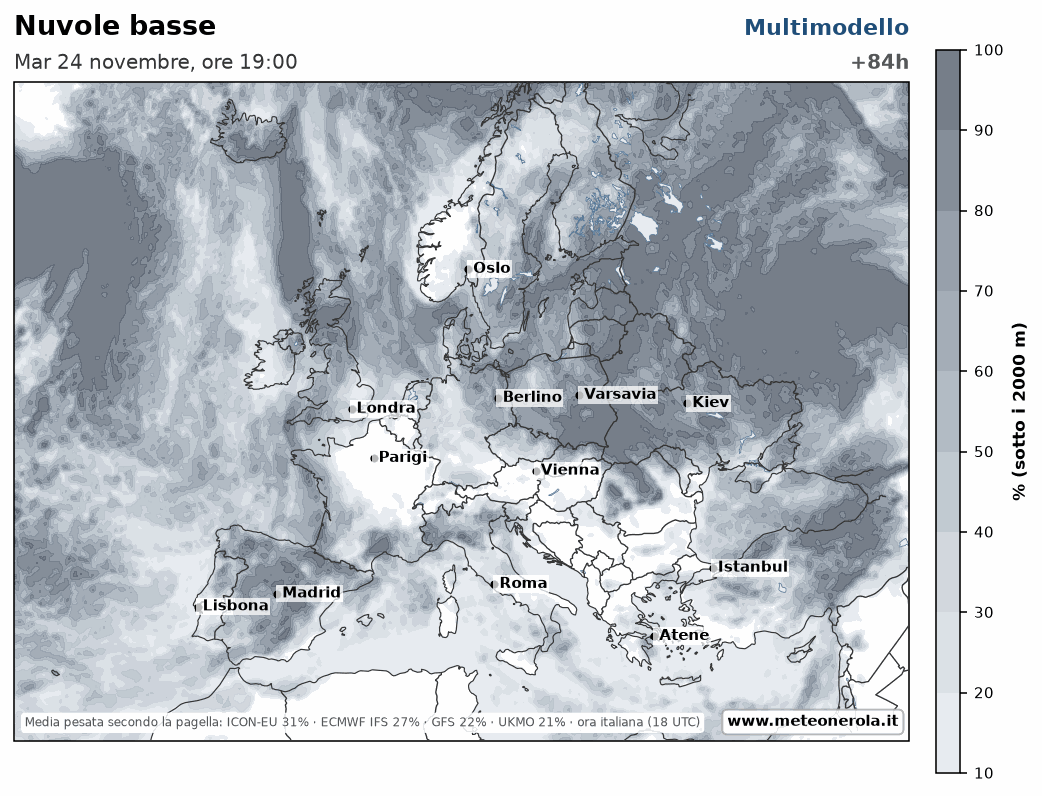 Nuvole basse
Multimodello
Mar 24 novembre, ore 19:00
+84h
100
90
80
70
60
50
40
30
20
10
% (sotto i 2000 m)
Oslo
Londra
Berlino
Varsavia
Kiev
Parigi
Vienna
Istanbul
Roma
Madrid
Lisbona
Atene
Media pesata secondo la pagella: ICON-EU 31% · ECMWF IFS 27% · GFS 22% · UKMO 21% · ora italiana (18 UTC)
www.meteonerola.it